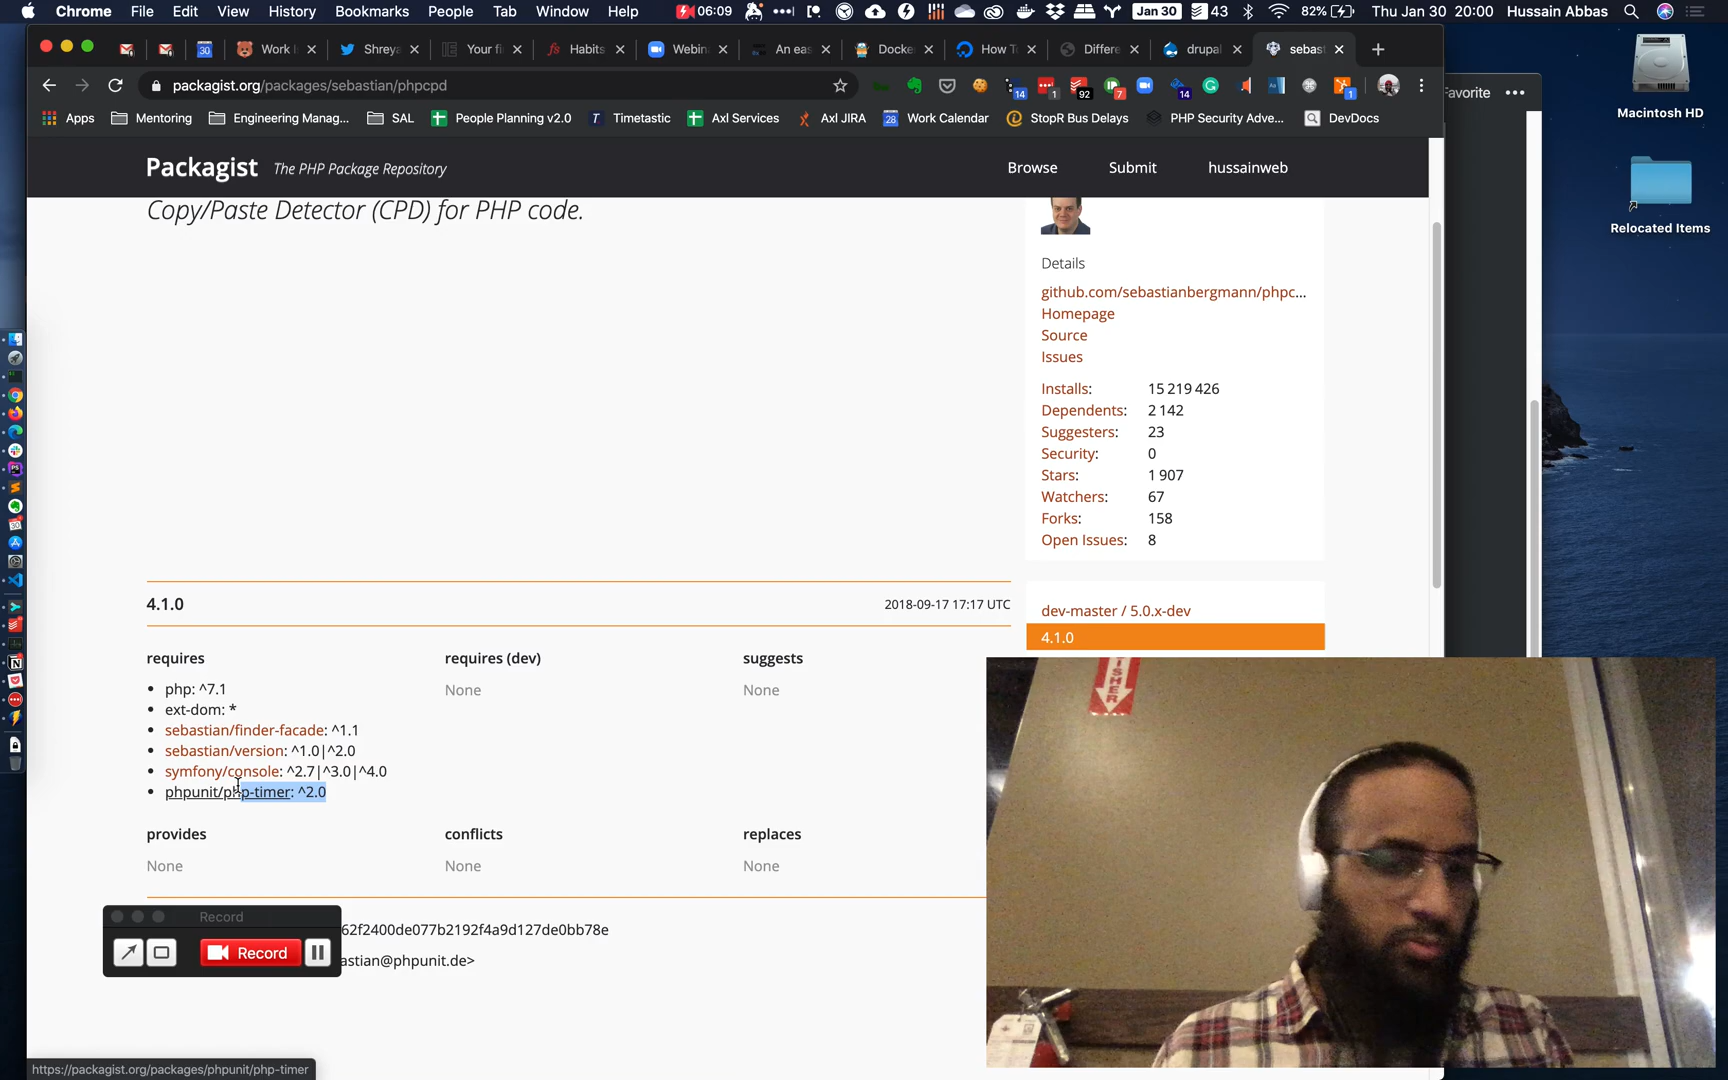 Chrome File Edit View History Bookmarks People Tab Window Help 06:09 Jan 30 43 82% Thu Jan 30 20:00 Hussain Abbas
30 Work I Shreya Your fi Habits Webin An eas Docke How T Differe drupal sebast
packagist.org/packages/sebastian/phpcpd
14 1 92 7 14 1
Favorite
Apps Mentoring Engineering Manag... SAL People Planning v2.0 Timetastic Axl Services Axl JIRA 28 Work Calendar StopR Bus Delays PHP Security Adve... DevDocs
Macintosh HD
Packagist The PHP Package Repository Browse Submit hussainweb
Relocated Items
Copy/Paste Detector (CPD) for PHP code.
Details
github.com/sebastianbergmann/phpc...
Homepage
Source
Issues
Installs: 15 219 426
Dependents: 2 142
Suggesters: 23
Security: 0
Stars: 1 907
Watchers: 67
Forks: 158
Open Issues: 8
4.1.0 2018-09-17 17:17 UTC
dev-master / 5.0.x-dev
4.1.0
requires requires (dev) suggests
php: ^7.1
None None
ext-dom: *
sebastian/finder-facade: ^1.1
sebastian/version: ^1.0|^2.0
symfony/console: ^2.7|^3.0|^4.0
phpunit/php-timer: ^2.0
provides conflicts replaces
None None None
Record
62f2400de077b2192f4a9d127de0bb78e
Record
astian@phpunit.de>
https://packagist.org/packages/phpunit/php-timer